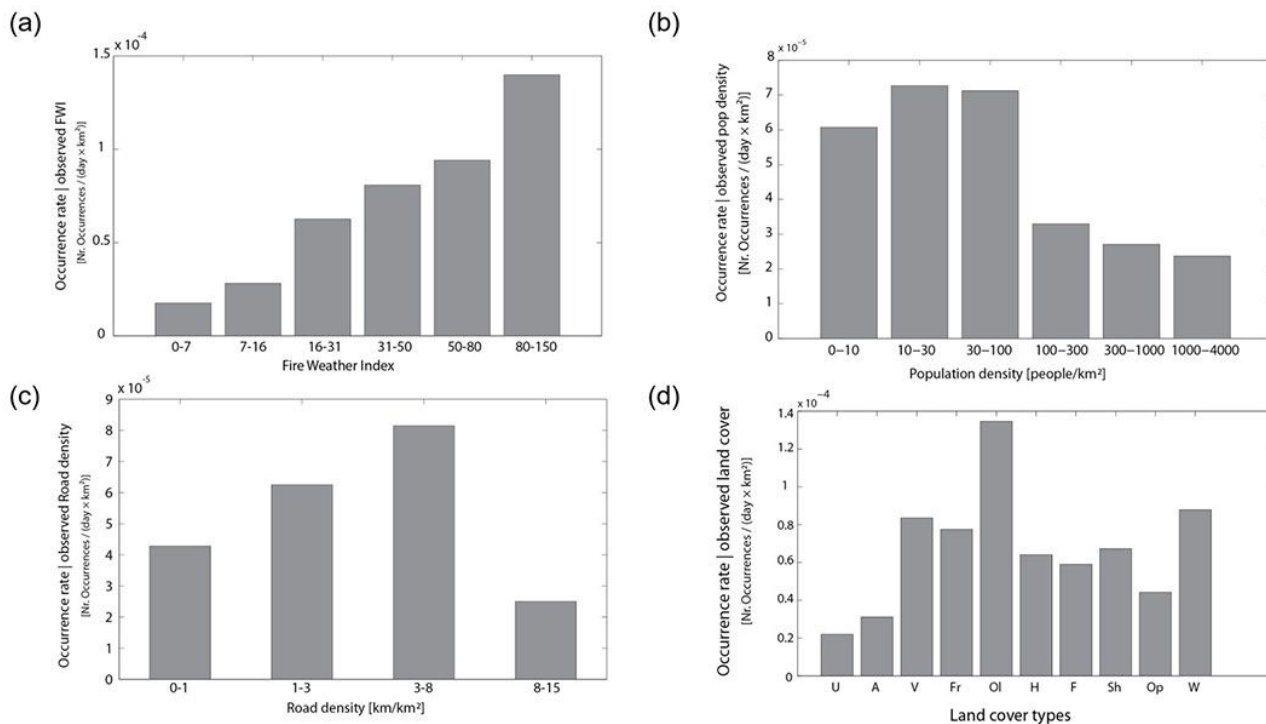 (a)
x 10⁻⁴
1.5
1
0.5
0
Occurrence rate | observed FWI
[Nr. Occurrences / (day × km²)]
0-7 7-16 16-31 31-50 50-80 80-150
Fire Weather Index
(b)
x 10⁻⁵
8
7
6
5
4
3
2
1
0
Occurrence rate | observed pop density
[Nr. Occurrences / (day × km²)]
0–10 10–30 30–100 100–300 300–1000 1000–4000
Population density [people/km²]
(c)
x 10⁻⁵
9
8
7
6
5
4
3
2
1
0
Occurrence rate | observed Road density
[Nr. Occurrences / (day × km²)]
0-1 1-3 3-8 8-15
Road density [km/km²]
(d)
x 10⁻⁴
1.4
1.2
1
0.8
0.6
0.4
0.2
0
Occurrence rate | observed land cover
[Nr. Occurrences / (day × km²)]
U A V Fr Ol H F Sh Op W
Land cover types